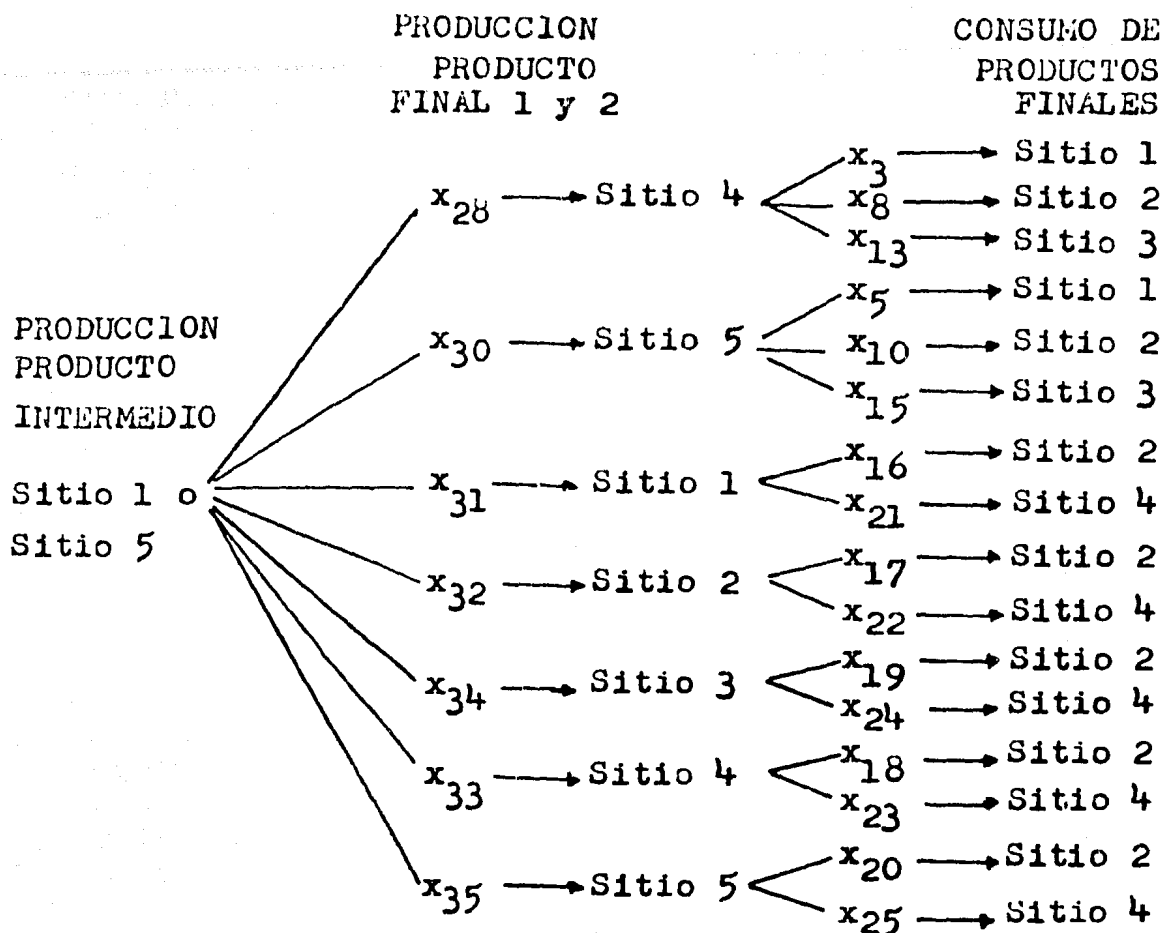 PRODUCCION
PRODUCTO
FINAL 1 y 2
CONSUMO DE
PRODUCTOS
FINALES
PRODUCCION
PRODUCTO
INTERMEDIO
Sitio 1 o
Sitio 5
x28 → Sitio 4
x3 → Sitio 1
x8 → Sitio 2
x13 → Sitio 3
x30 → Sitio 5
x5 → Sitio 1
x10 → Sitio 2
x15 → Sitio 3
x31 → Sitio 1
x16 → Sitio 2
x21 → Sitio 4
x32 → Sitio 2
x17 → Sitio 2
x22 → Sitio 4
x34 → Sitio 3
x19 → Sitio 2
x24 → Sitio 4
x33 → Sitio 4
x18 → Sitio 2
x23 → Sitio 4
x35 → Sitio 5
x20 → Sitio 2
x25 → Sitio 4